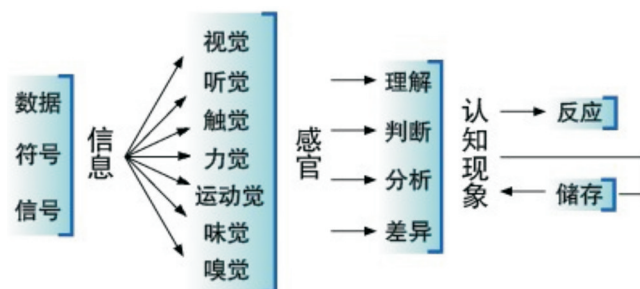 数据
符号
信号
信息
视觉
听觉
触觉
力觉
运动觉
味觉
嗅觉
感官
理解
判断
分析
差异
认知现象
反应
储存